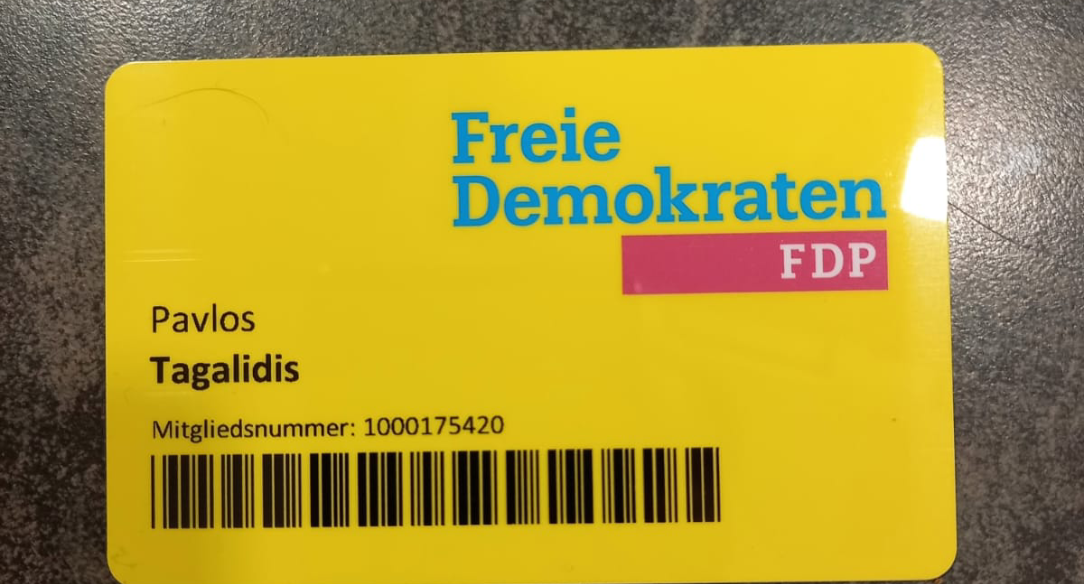 Freie
Demokraten
FDP
Pavlos
Tagalidis
Mitgliedsnummer: 1000175420